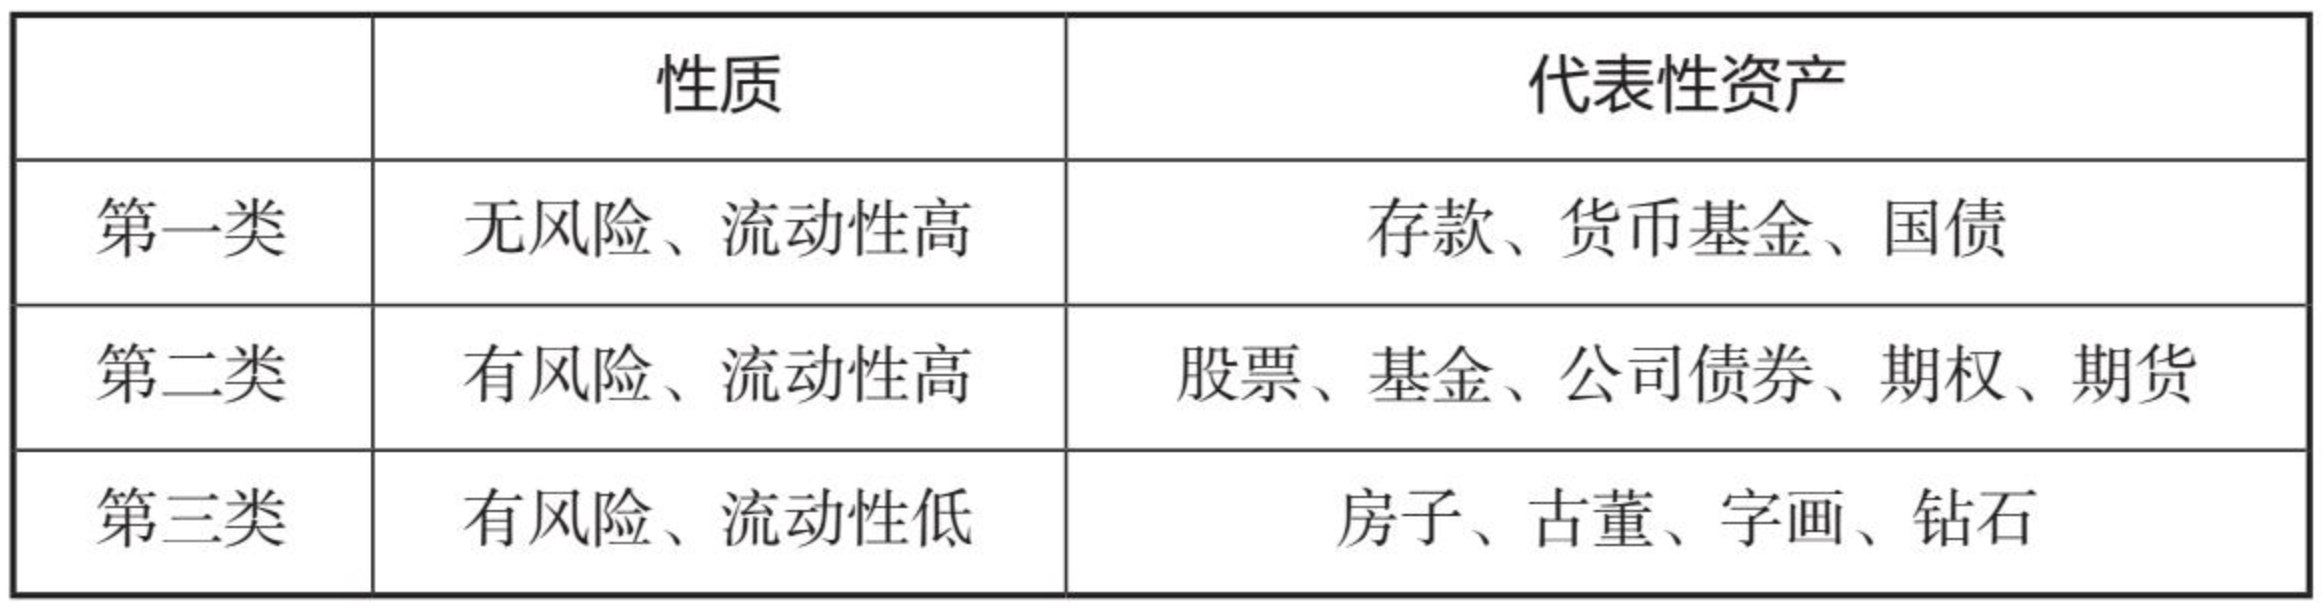 性质 代表性资产
第一类 无风险、流动性高 存款、货币基金、国债
第二类 有风险、流动性高 股票、基金、公司债券、期权、期货
第三类 有风险、流动性低 房子、古董、字画、钻石